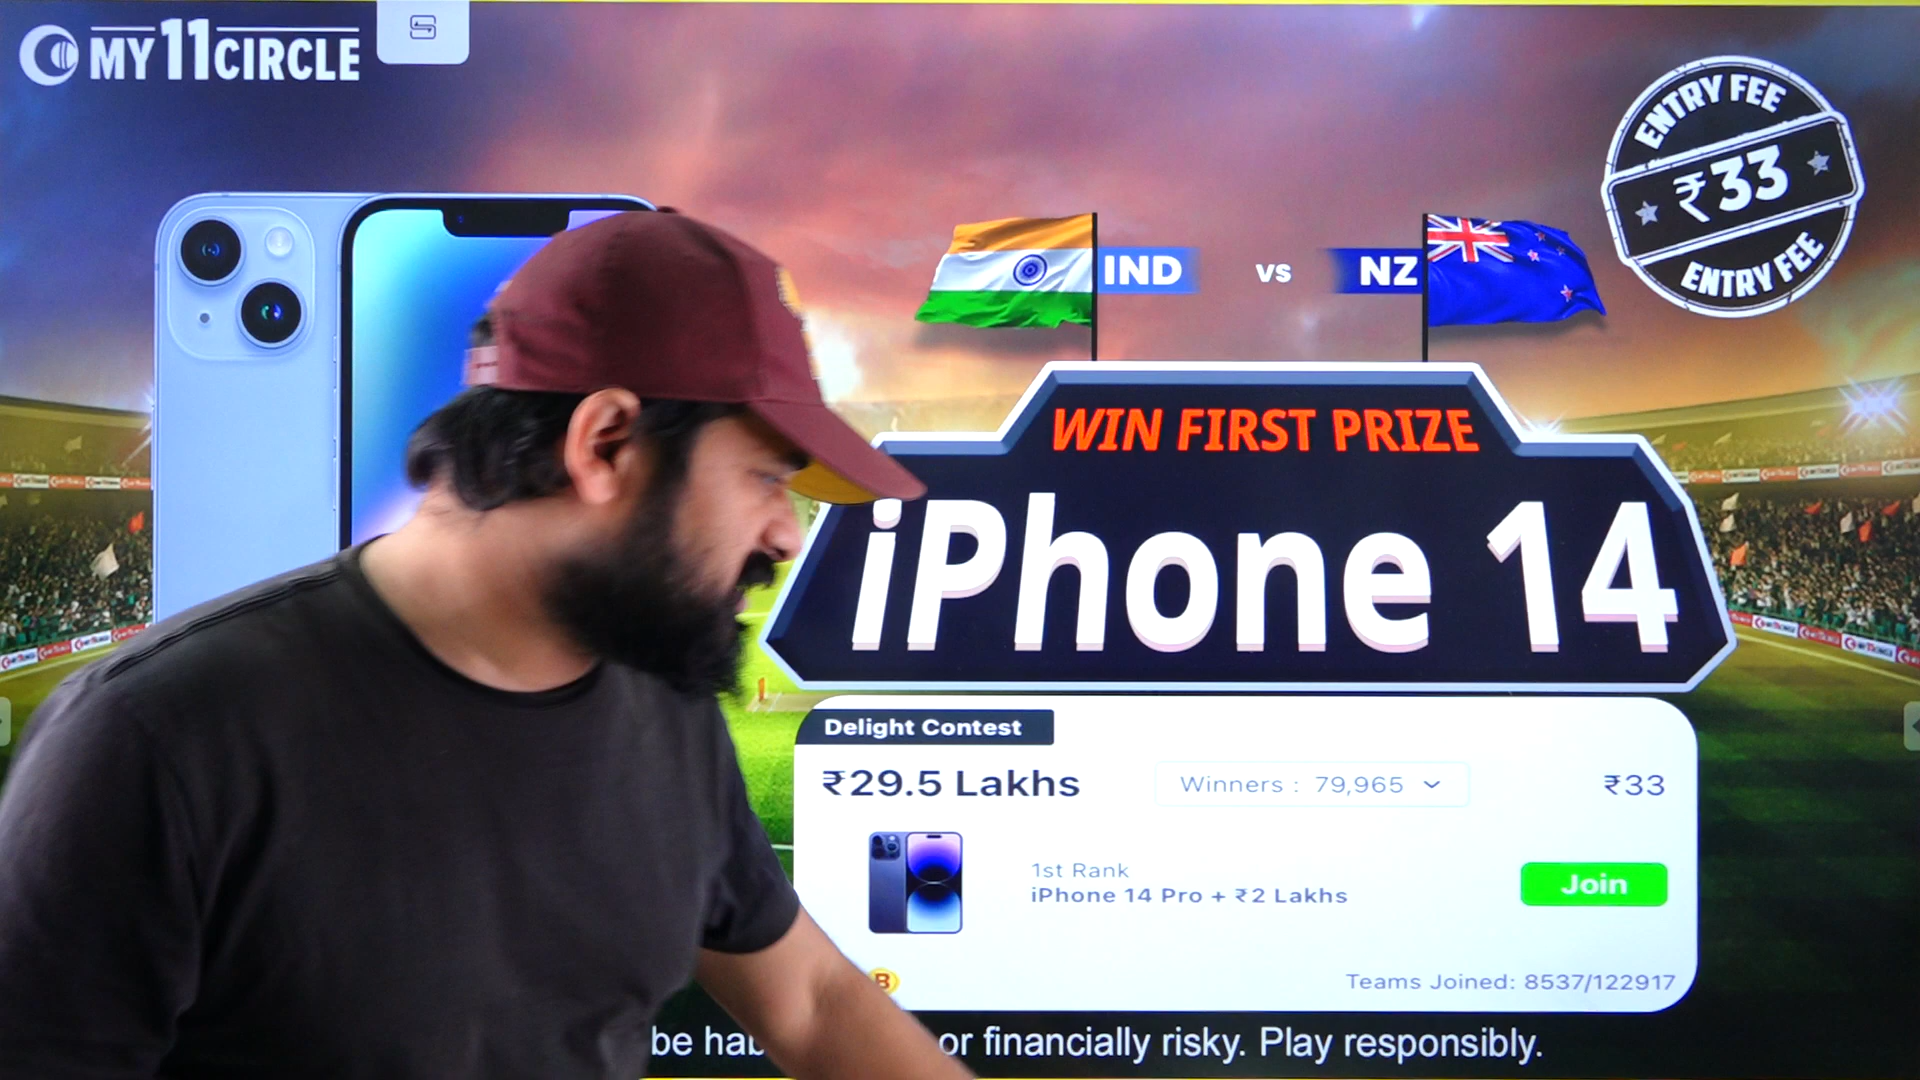 MY11CIRCLE
ENTRY FEE
₹33
ENTRY FEE
IND vs NZ
WIN FIRST PRIZE
iPhone 14
Delight Contest
₹29.5 Lakhs
Winners : 79,965
₹33
1st Rank
iPhone 14 Pro + ₹2 Lakhs
Join
B
Teams Joined: 8537/122917
be hab
or financially risky. Play responsibly.